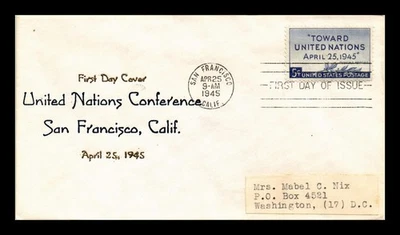 First Day Cover
United Nations Conference
San Francisco, Calif.
April 25, 1945
SAN FRANCISCO
APR 25
9-AM
1945
CALIF.
"TOWARD
UNITED NATIONS
APRIL 25, 1945"
5¢ UNITED STATES POSTAGE
FIRST DAY OF ISSUE
Mrs. Mabel C. Nix
P.O. Box 4521
Washington, (17) D.C.